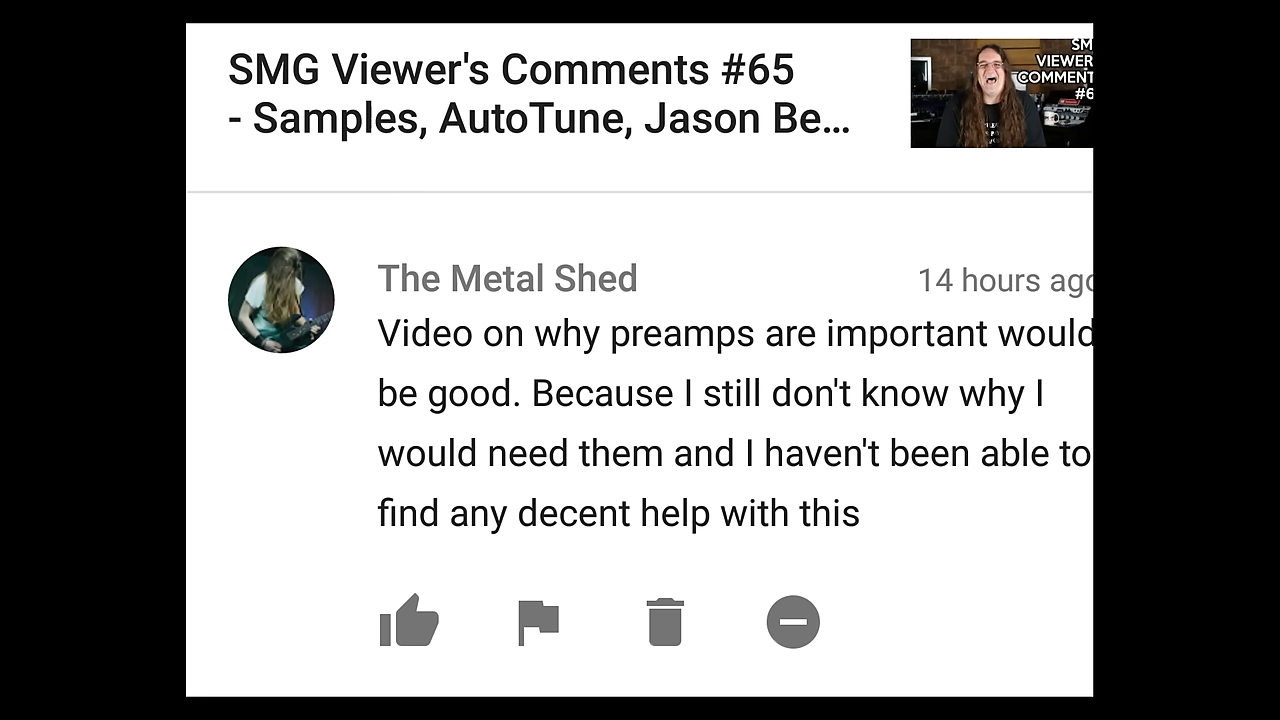 SMG Viewer's Comments #65
- Samples, AutoTune, Jason Be...
SM
VIEWER
COMMENT
#6
The Metal Shed
14 hours ago
Video on why preamps are important would
be good. Because I still don't know why I
would need them and I haven't been able to
find any decent help with this